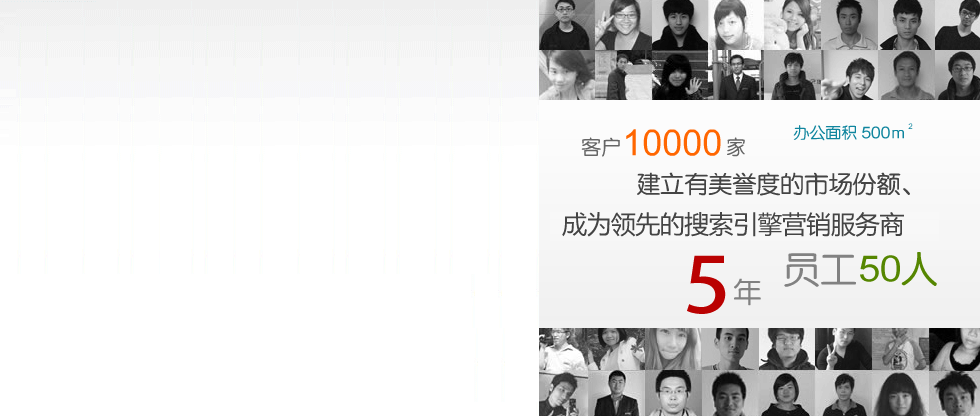 办公面积 500m²
客户10000家
建立有美誉度的市场份额、
成为领先的搜索引擎营销服务商
5年 员工50人